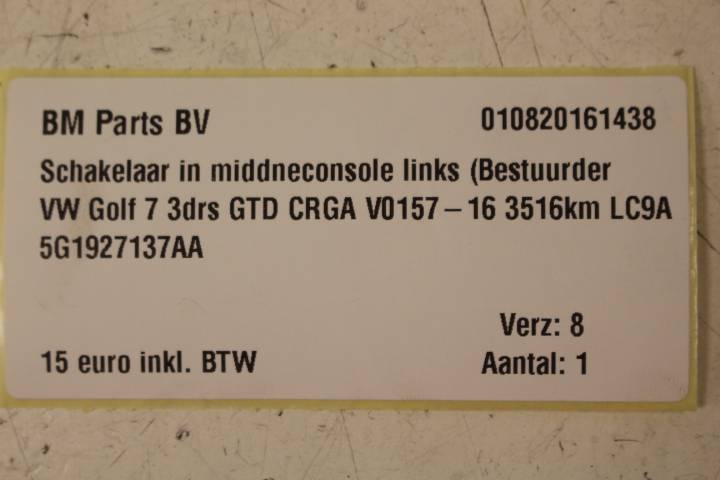 BM Parts BV 010820161438
Schakelaar in middneconsole links (Bestuurder
VW Golf 7 3drs GTD CRGA V0157 – 16 3516km LC9A
5G1927137AA
Verz: 8
15 euro inkl. BTW Aantal: 1